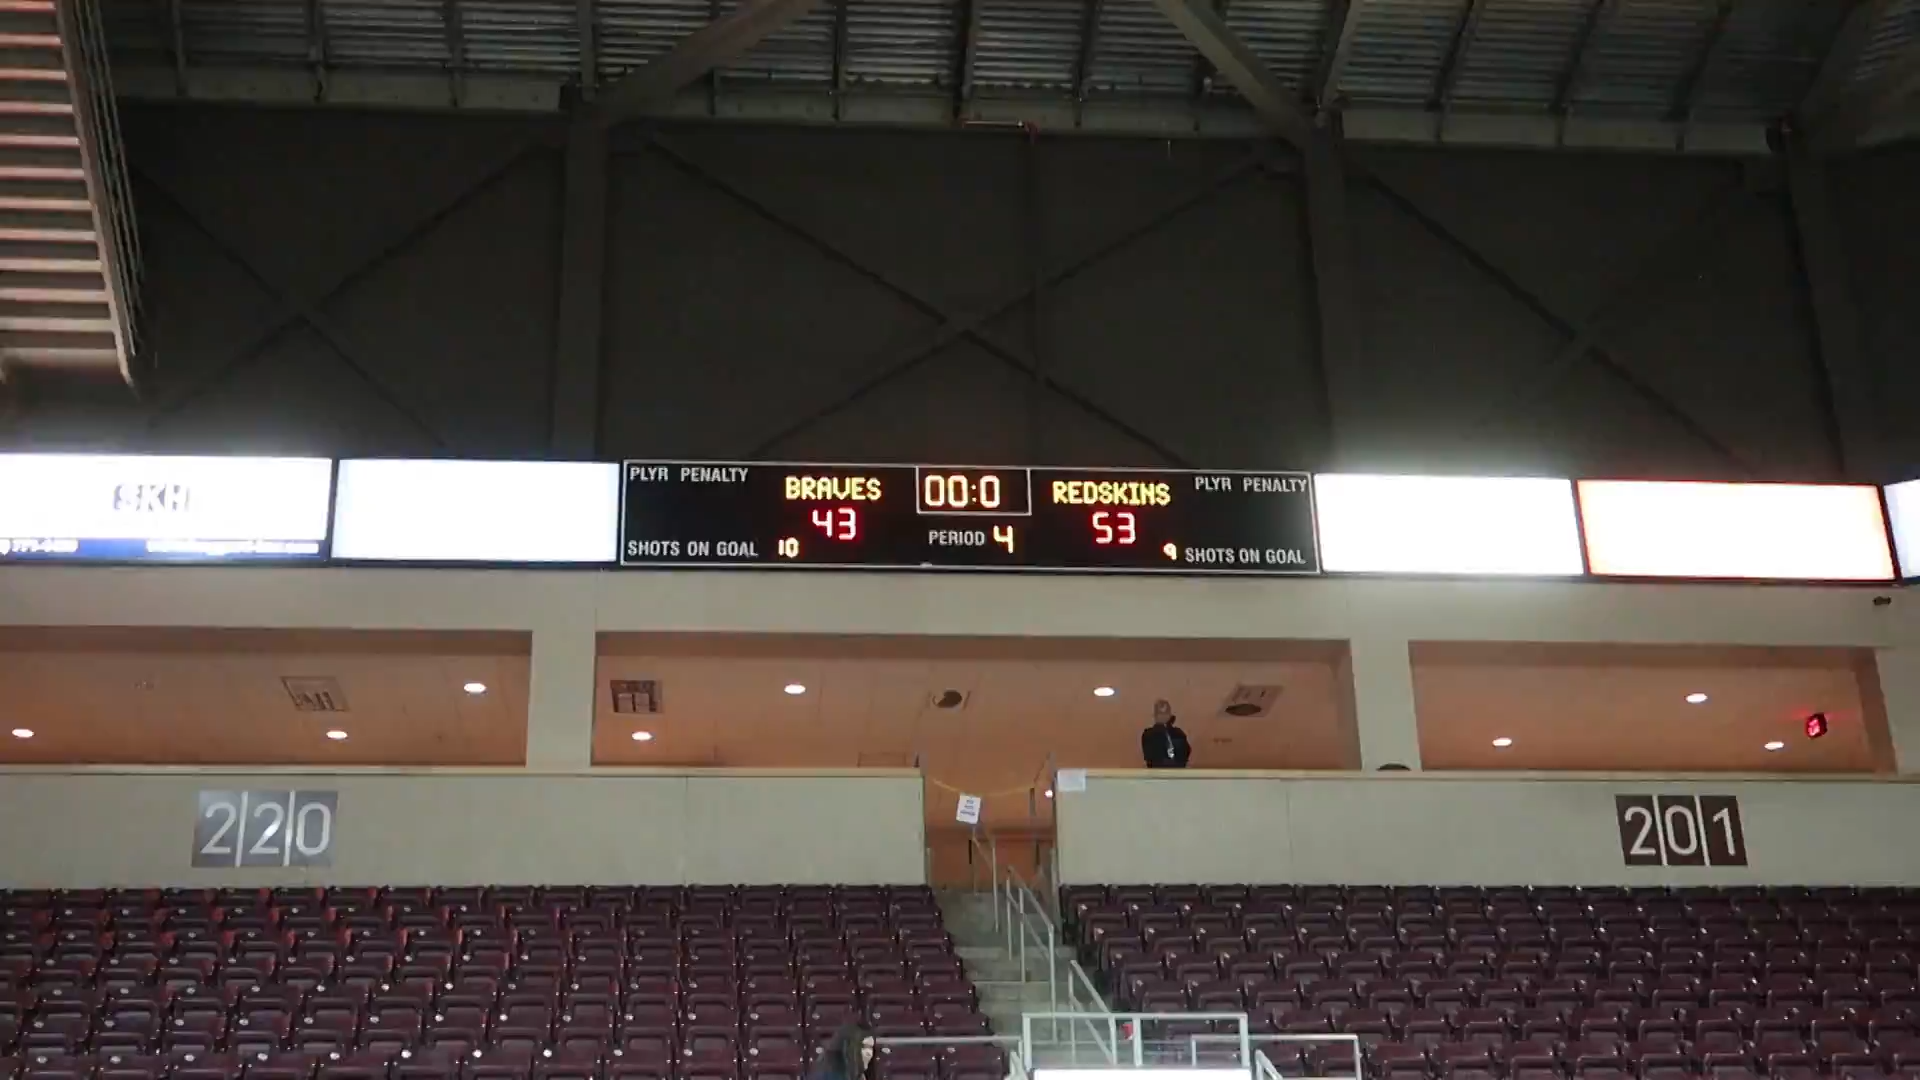 SKH
PLYR PENALTY
BRAVES
00:0
REDSKINS
PLYR PENALTY
43
PERIOD 4
53
SHOTS ON GOAL 10
9 SHOTS ON GOAL
220
201